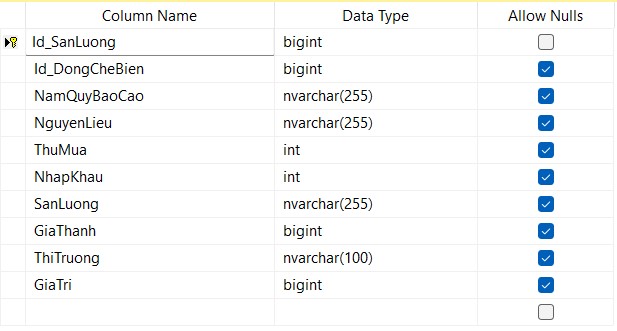 Column Name Data Type Allow Nulls
Id_SanLuong bigint
Id_DongCheBien bigint
NamQuyBaoCao nvarchar(255)
NguyenLieu nvarchar(255)
ThuMua int
NhapKhau int
SanLuong nvarchar(255)
GiaThanh bigint
ThiTruong nvarchar(100)
GiaTri bigint